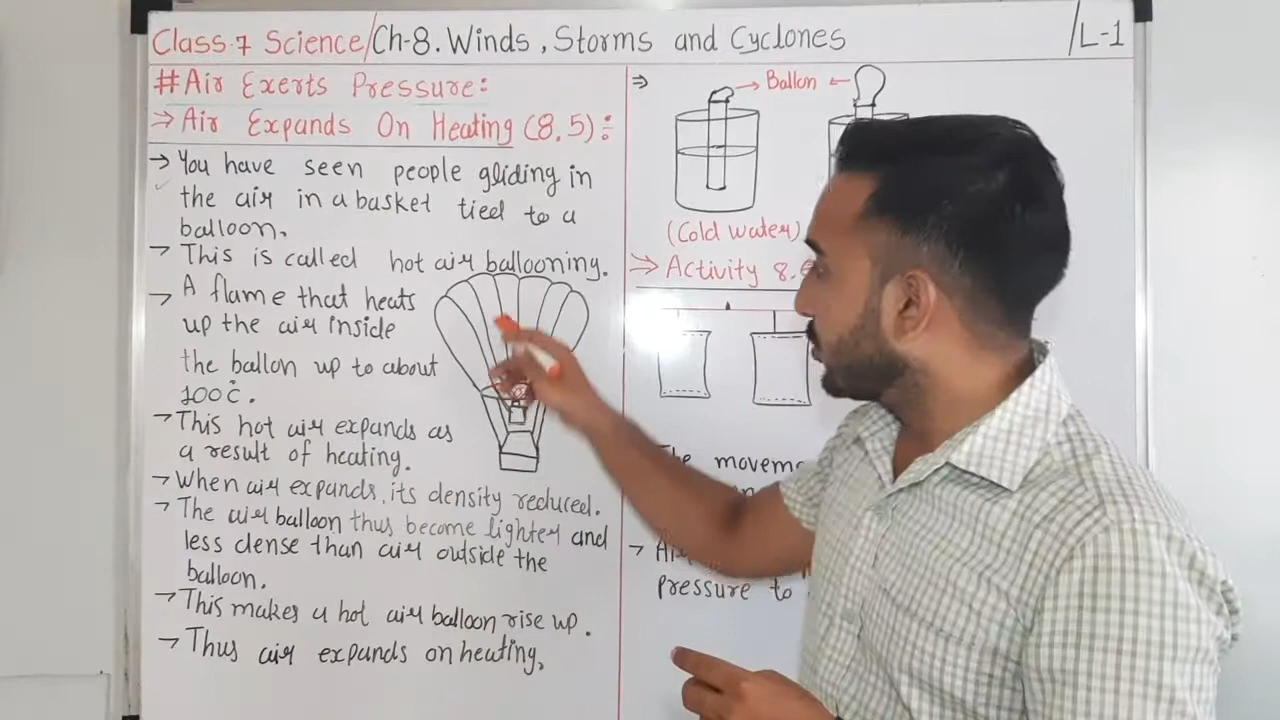 Class.7 Science/Ch-8. Winds, Storms and Cyclones /L-1
#Air Exerts Pressure:
⇒ Air Expands On Heating (8.5):
→ You have seen people gliding in
the air in a basket tied to a
balloon.
→ This is called hot air ballooning.
→ A flame that heats
up the air inside
the ballon up to about
100°C.
→ This hot air expands as
a result of heating.
→ When air expands, its density reduced.
→ The air balloon thus become lighter and
less dense than air outside the
balloon.
→ This makes a hot air balloon rise up.
→ Thus air expands on heating,
⇒ → Ballon ←
(Cold water)
⇒ Activity 8.
movem
→
pressure to